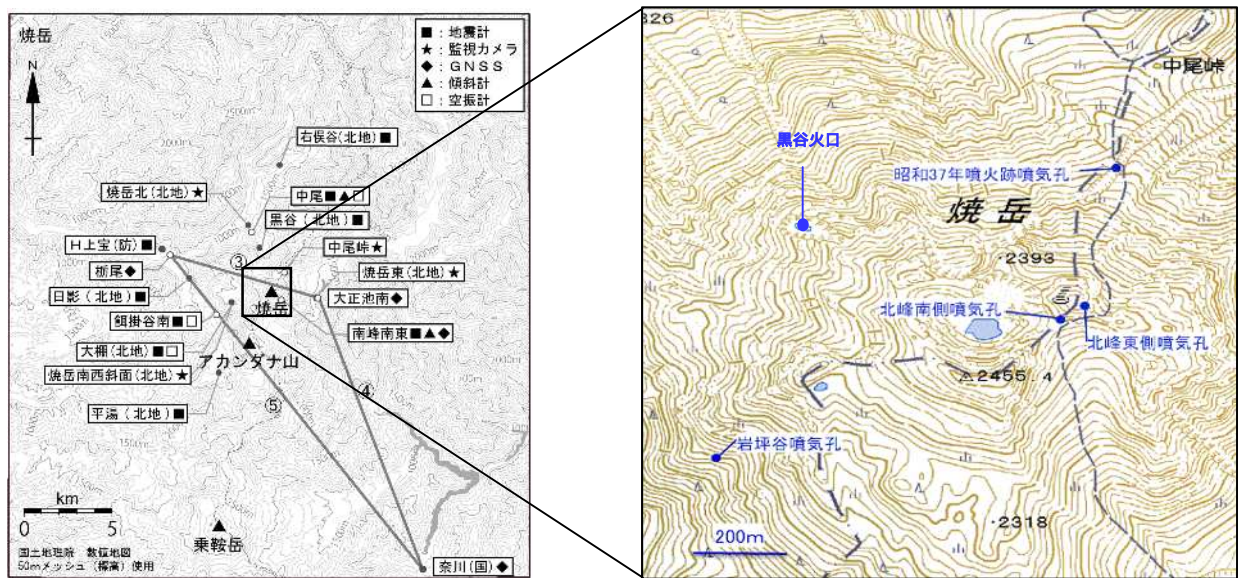 焼岳
N
■：地震計
★：監視カメラ
◆：GNSS
▲：傾斜計
□：空振計
右俣谷(北地)■
焼岳北(北地)★
中尾■▲□
黒谷(北地)■
H上宝(防)■
中尾峠★
栃尾◆
③
焼岳東(北地)★
日影(北地)■
焼岳
大正池南◆
餌掛谷南■□
南峰南東■▲◆
大棚(北地)■□
アカンダナ山
焼岳南西斜面(北地)★
④
平湯(北地)■
⑤
km
0 5
乗鞍岳
国土地理院 数値地図
50mメッシュ(標高)使用
奈川(国)◆
2000m
1500m
326
中尾峠
黒谷火口
昭和37年噴火跡噴気孔
焼岳
・2393
北峰南側噴気孔
北峰東側噴気孔
△2455.4
岩坪谷噴気孔
・2318
200m